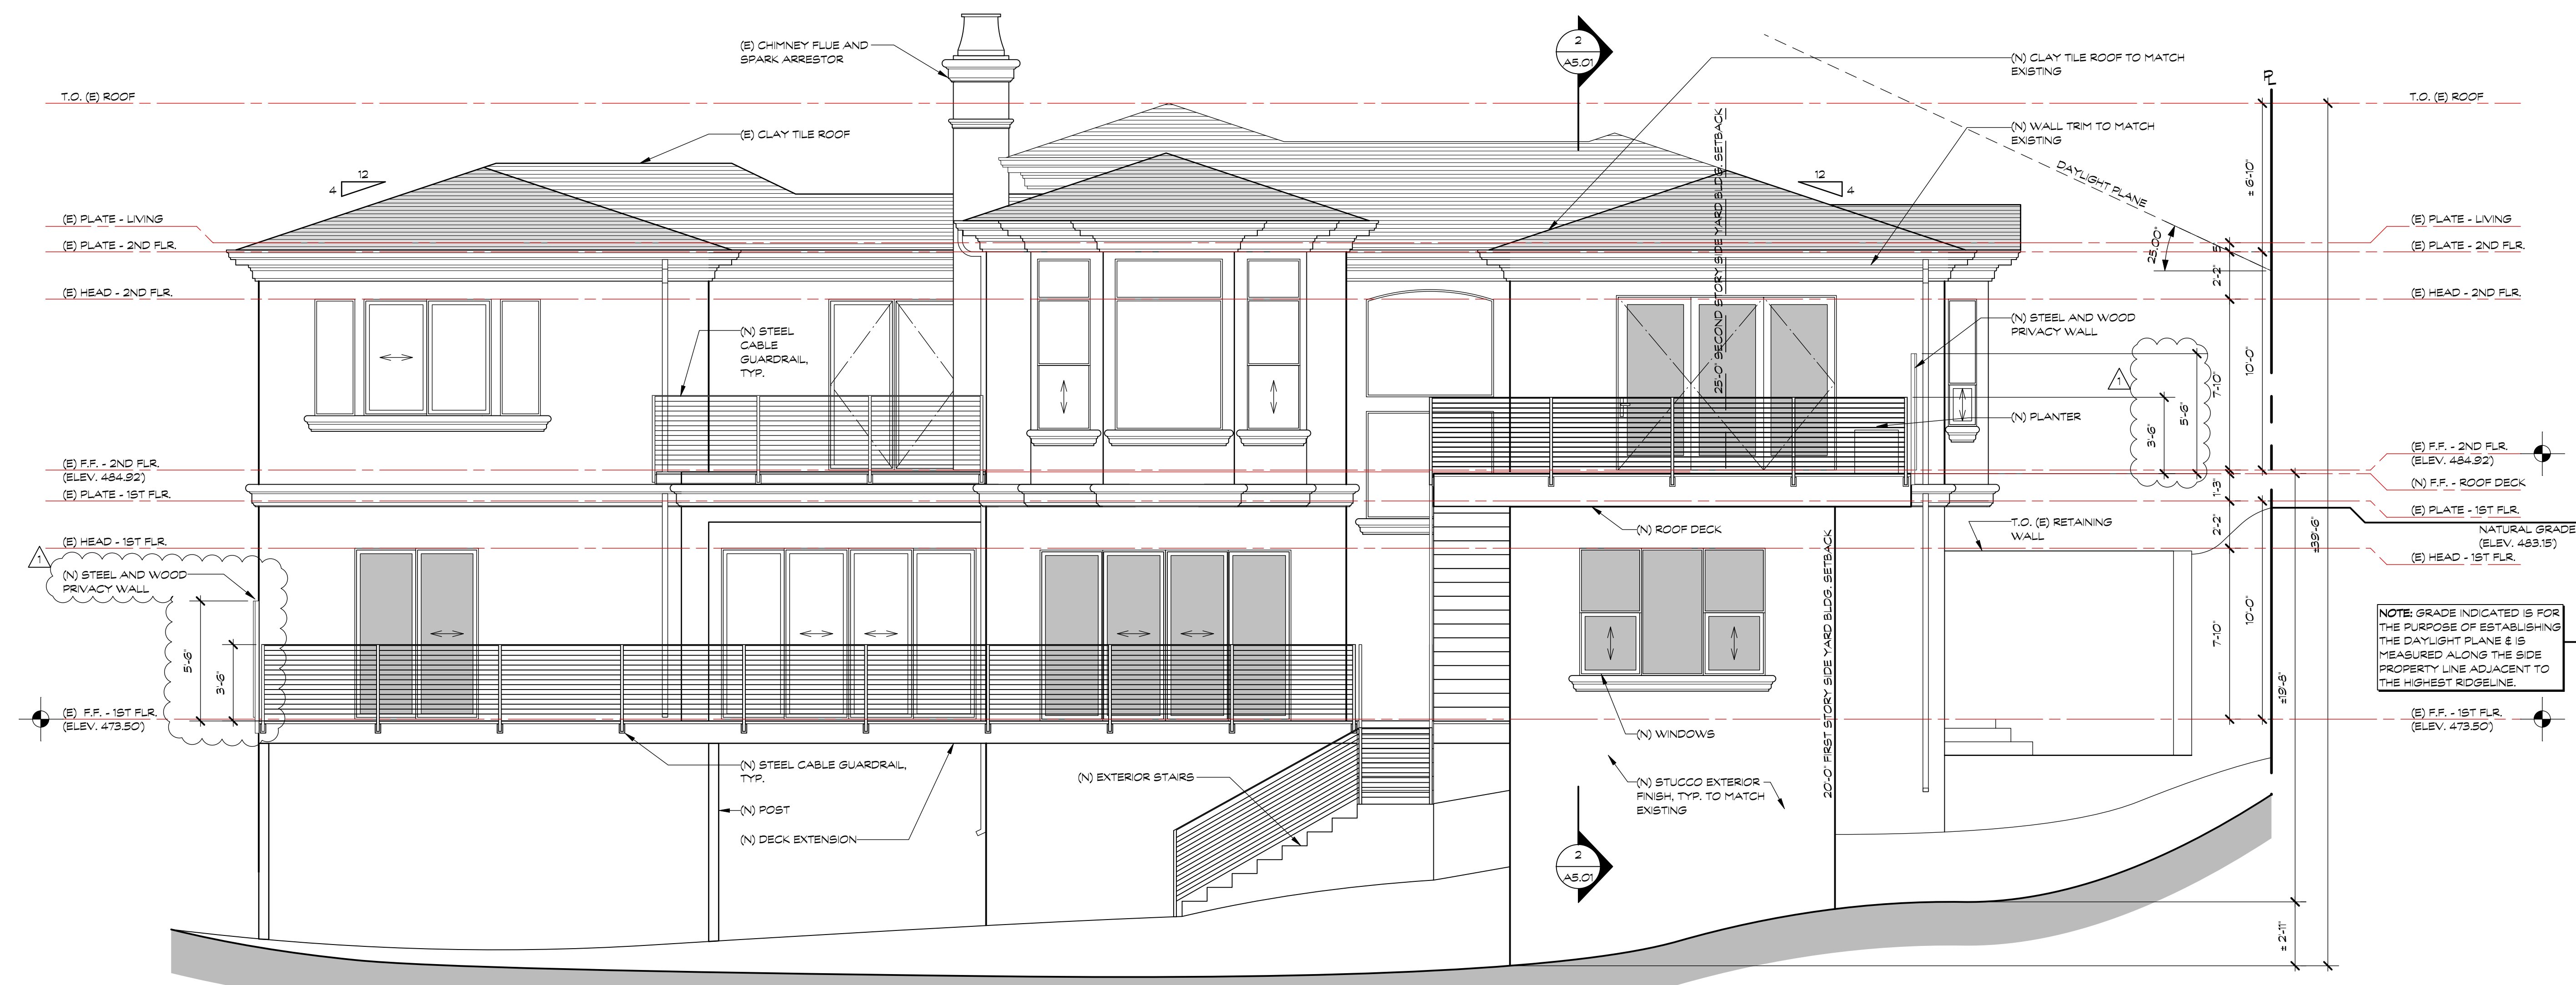 (E) CHIMNEY FLUE AND
SPARK ARRESTOR
2
A5.01
(N) CLAY TILE ROOF TO MATCH
EXISTING
PL
T.O. (E) ROOF
T.O. (E) ROOF
(E) CLAY TILE ROOF
(N) WALL TRIM TO MATCH
EXISTING
25'-0" SECOND STORY SIDE YARD BLDG. SETBACK
DAYLIGHT PLANE
25.00°
± 6'-10"
12
4
12
4
(E) PLATE - LIVING
(E) PLATE - 2ND FLR.
(E) HEAD - 2ND FLR.
(E) PLATE - LIVING
(E) PLATE - 2ND FLR.
(E) HEAD - 2ND FLR.
5"
2'-2"
7'-10"
10'-0"
(N) STEEL
CABLE
GUARDRAIL,
TYP.
(N) STEEL AND WOOD
PRIVACY WALL
1
3'-6"
5'-6"
(N) PLANTER
(E) F.F. - 2ND FLR.
(ELEV. 484.92')
(E) PLATE - 1ST FLR.
(E) HEAD - 1ST FLR.
(E) F.F. - 2ND FLR.
(ELEV. 484.92')
(N) F.F. - ROOF DECK
(E) PLATE - 1ST FLR.
NATURAL GRADE
(ELEV. 483.15')
(E) HEAD - 1ST FLR.
1'-3"
2'-2"
7'-10"
10'-0"
±39'-6"
±19'-8"
± 2'-11"
(N) ROOF DECK
T.O. (E) RETAINING
WALL
20'-0" FIRST STORY SIDE YARD BLDG. SETBACK
1
(N) STEEL AND WOOD
PRIVACY WALL
5'-6"
3'-6"
NOTE: GRADE INDICATED IS FOR
THE PURPOSE OF ESTABLISHING
THE DAYLIGHT PLANE & IS
MEASURED ALONG THE SIDE
PROPERTY LINE ADJACENT TO
THE HIGHEST RIDGELINE.
(E) F.F. - 1ST FLR.
(ELEV. 473.50')
(E) F.F. - 1ST FLR.
(ELEV. 473.50')
(N) WINDOWS
(N) STEEL CABLE GUARDRAIL,
TYP.
(N) EXTERIOR STAIRS
(N) STUCCO EXTERIOR
FINISH, TYP. TO MATCH
EXISTING
(N) POST
(N) DECK EXTENSION
2
A5.01